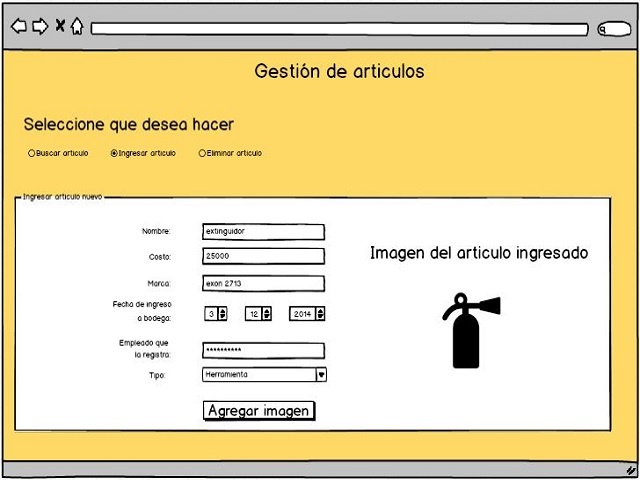 Gestión de articulos
Seleccione que desea hacer
Buscar articulo Ingresar articulo Eliminar articulo
Ingresar articulo nuevo
Nombre: extinguidor
Costo: 25000
Marca: exon 2713
Fecha de ingreso
a bodega: 3 12 2014
Empleado que
la registra: **********
Tipo: Herramienta
Agregar imagen
Imagen del articulo ingresado